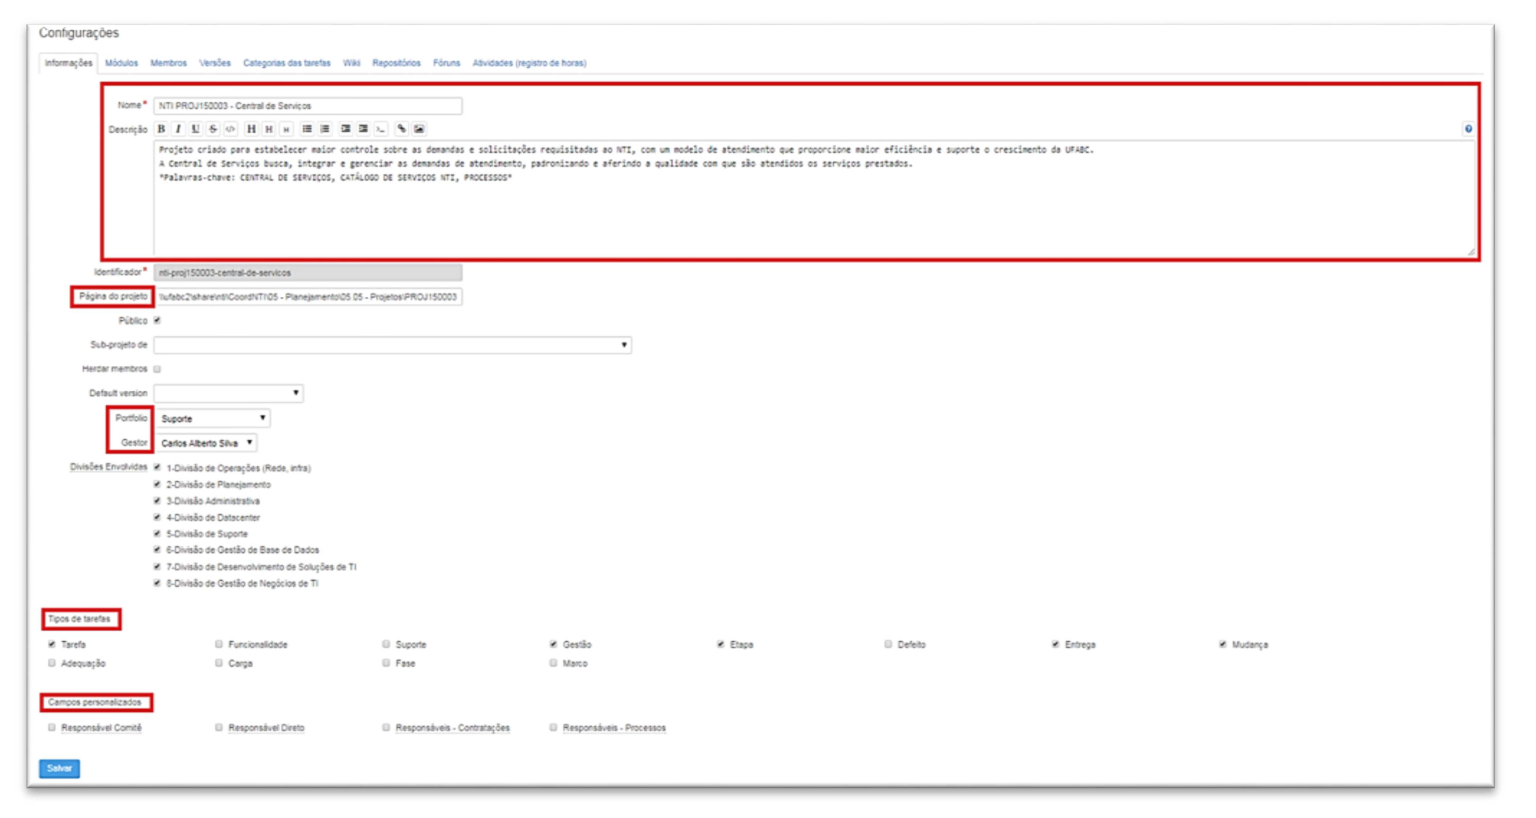 Configurações
Informações Módulos Membros Versões Categorias das tarefas Wiki Repositórios Fóruns Atividades (registro de horas)
Nome* NTI PROJ150003 - Central de Serviços
Descrição B I U S </> H H H
Projeto criado para estabelecer maior controle sobre as demandas e solicitações requisitadas ao NTI, com um modelo de atendimento que proporcione maior eficiência e suporte o crescimento da UFABC.
A Central de Serviços busca, integrar e gerenciar as demandas de atendimento, padronizando e aferindo a qualidade com que são atendidos os serviços prestados.
*Palavras-chave: CENTRAL DE SERVIÇOS, CATÁLOGO DE SERVIÇOS NTI, PROCESSOS*
Identificador* nti-proj150003-central-de-servicos
Página do projeto \\ufabc2\share\nti\CoordNTI\05 - Planejamento\05.05 - Projetos\PROJ150003
Público
Sub-projeto de
Herdar membros
Default version
Portfolio Suporte
Gestor Carlos Alberto Silva
Divisões Envolvidas 1-Divisão de Operações (Rede, infra)
2-Divisão de Planejamento
3-Divisão Administrativa
4-Divisão de Datacenter
5-Divisão de Suporte
6-Divisão de Gestão de Base de Dados
7-Divisão de Desenvolvimento de Soluções de TI
8-Divisão de Gestão de Negócios de TI
Tipos de tarefas
Tarefa Funcionalidade Suporte Gestão Etapa Defeito Entrega Mudança
Adequação Carga Fase Marco
Campos personalizados
Responsável Comitê Responsável Direto Responsáveis - Contratações Responsáveis - Processos
Salvar